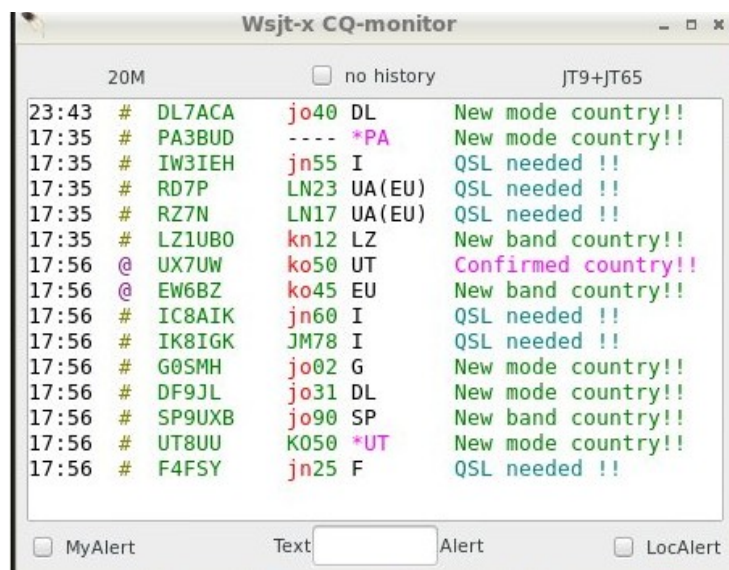 Wsjt-x CQ-monitor
20M no history JT9+JT65
23:43 # DL7ACA jo40 DL New mode country!!
17:35 # PA3BUD ---- *PA New mode country!!
17:35 # IW3IEH jn55 I QSL needed !!
17:35 # RD7P LN23 UA(EU) QSL needed !!
17:35 # RZ7N LN17 UA(EU) QSL needed !!
17:35 # LZ1UBO kn12 LZ New band country!!
17:56 @ UX7UW ko50 UT Confirmed country!!
17:56 @ EW6BZ ko45 EU New band country!!
17:56 # IC8AIK jn60 I QSL needed !!
17:56 # IK8IGK JM78 I QSL needed !!
17:56 # G0SMH jo02 G New mode country!!
17:56 # DF9JL jo31 DL New mode country!!
17:56 # SP9UXB jo90 SP New band country!!
17:56 # UT8UU KO50 *UT New mode country!!
17:56 # F4FSY jn25 F QSL needed !!
MyAlert Text Alert LocAlert